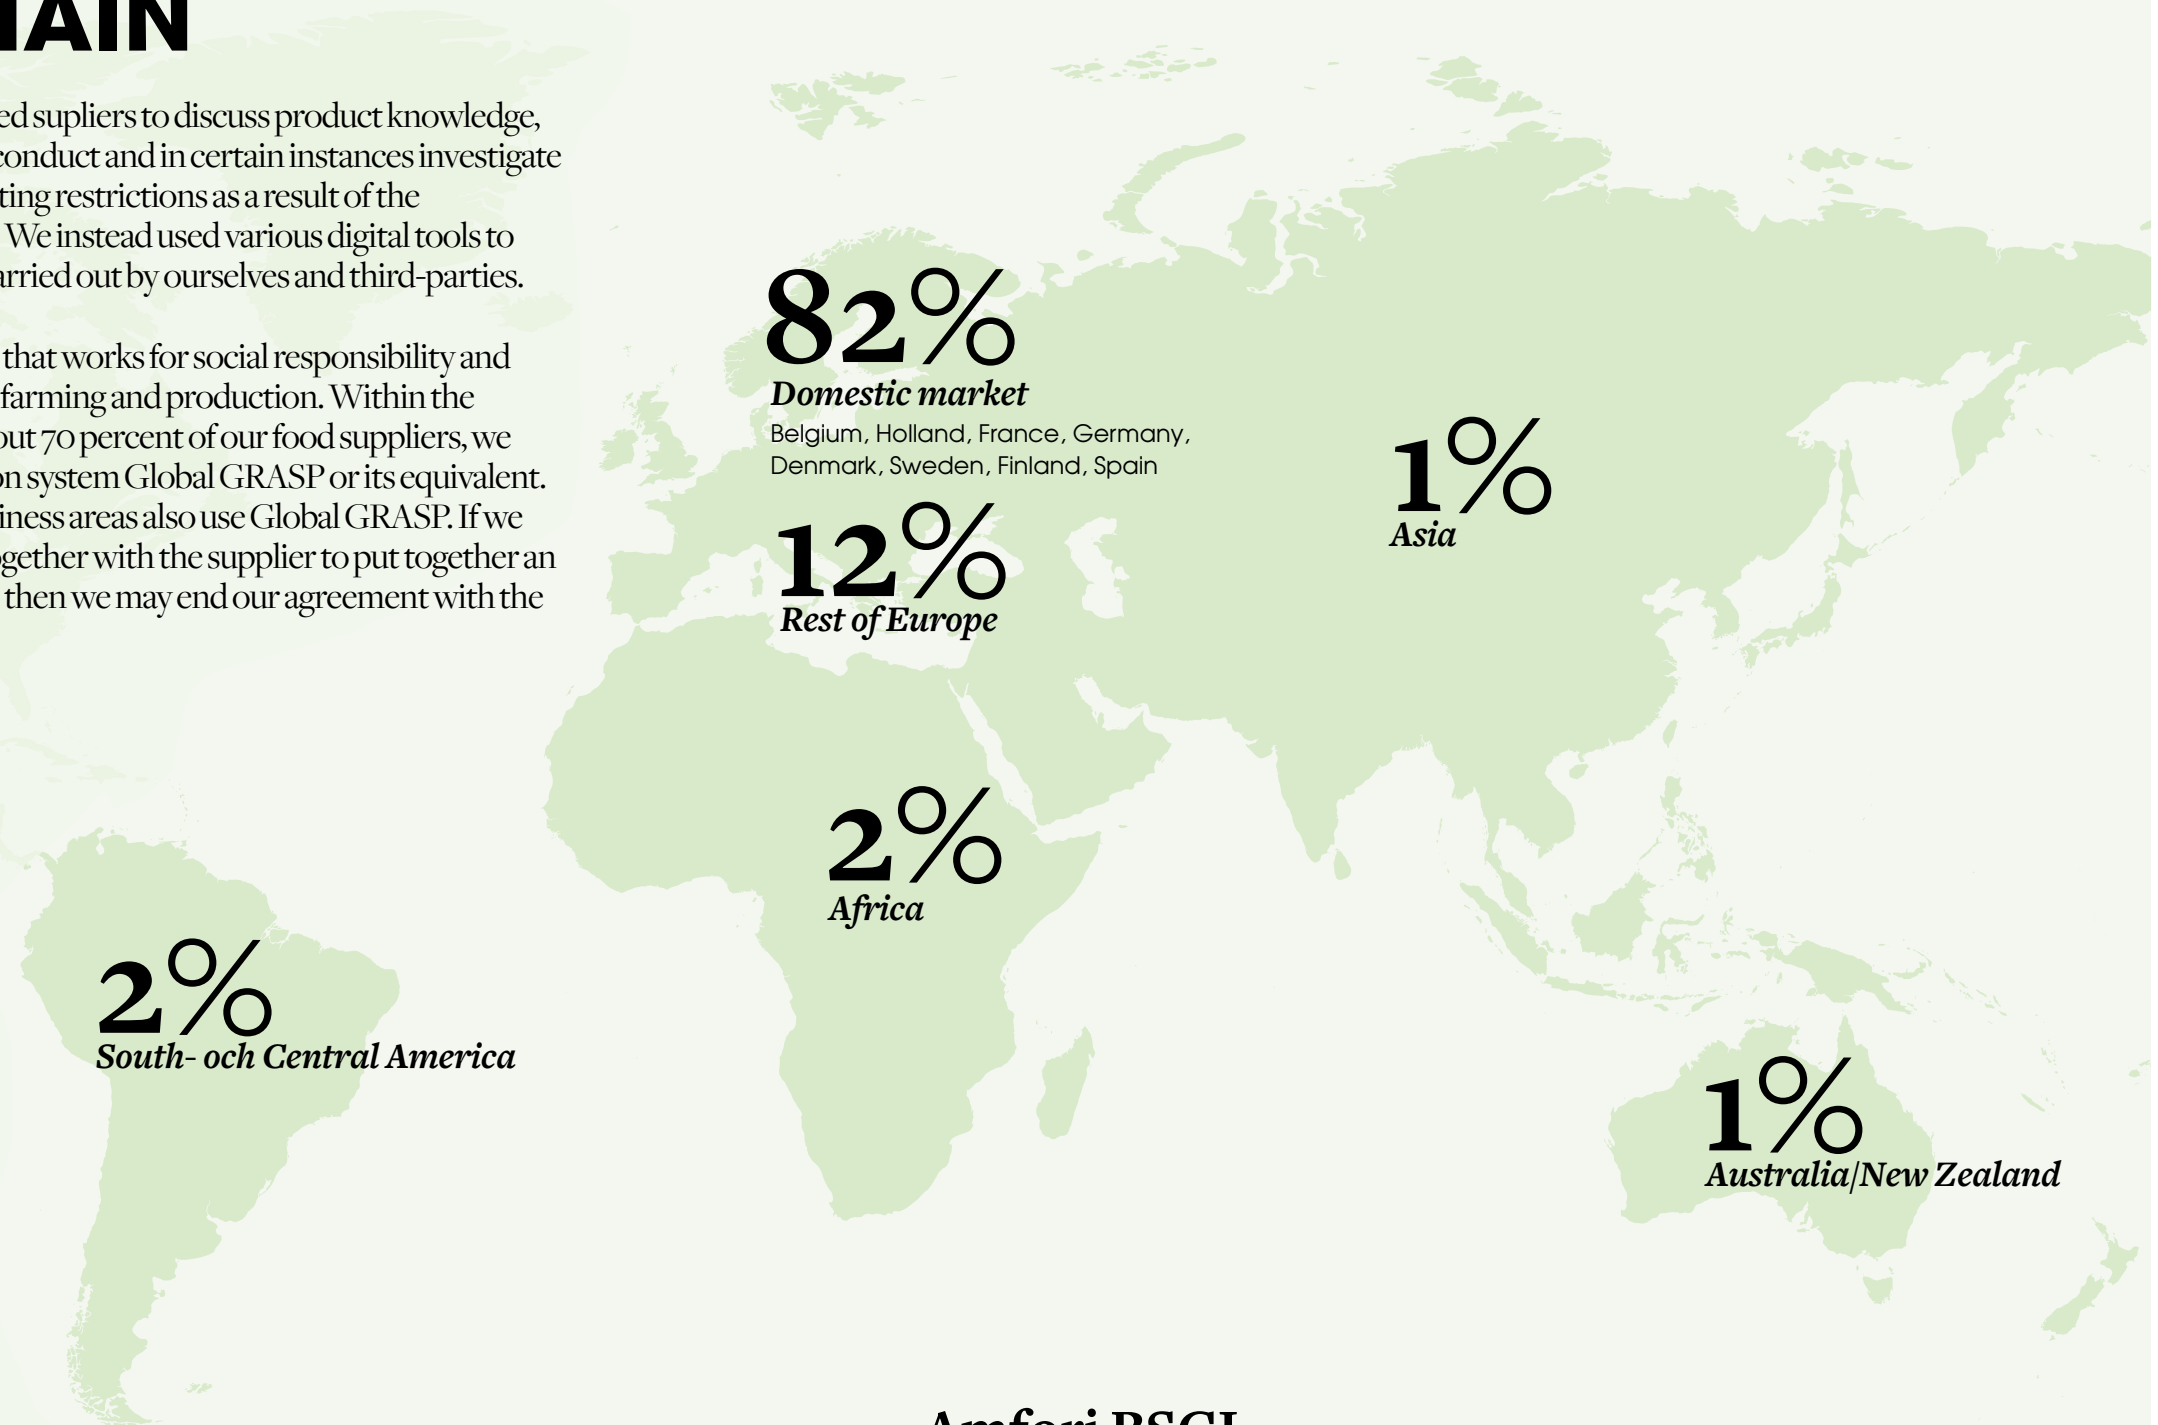 HAIN
ed supliers to discuss product knowledge,
conduct and in certain instances investigate
ting restrictions as a result of the
We instead used various digital tools to
arried out by ourselves and third-parties.
that works for social responsibility and
farming and production. Within the
out 70 percent of our food suppliers, we
on system Global GRASP or its equivalent.
iness areas also use Global GRASP. If we
ogether with the supplier to put together an
then we may end our agreement with the
82%
Domestic market
Belgium, Holland, France, Germany,
Denmark, Sweden, Finland, Spain
12%
Rest of Europe
1%
Asia
2%
Africa
2%
South- och Central America
1%
Australia/New Zealand
Amfori BSCI